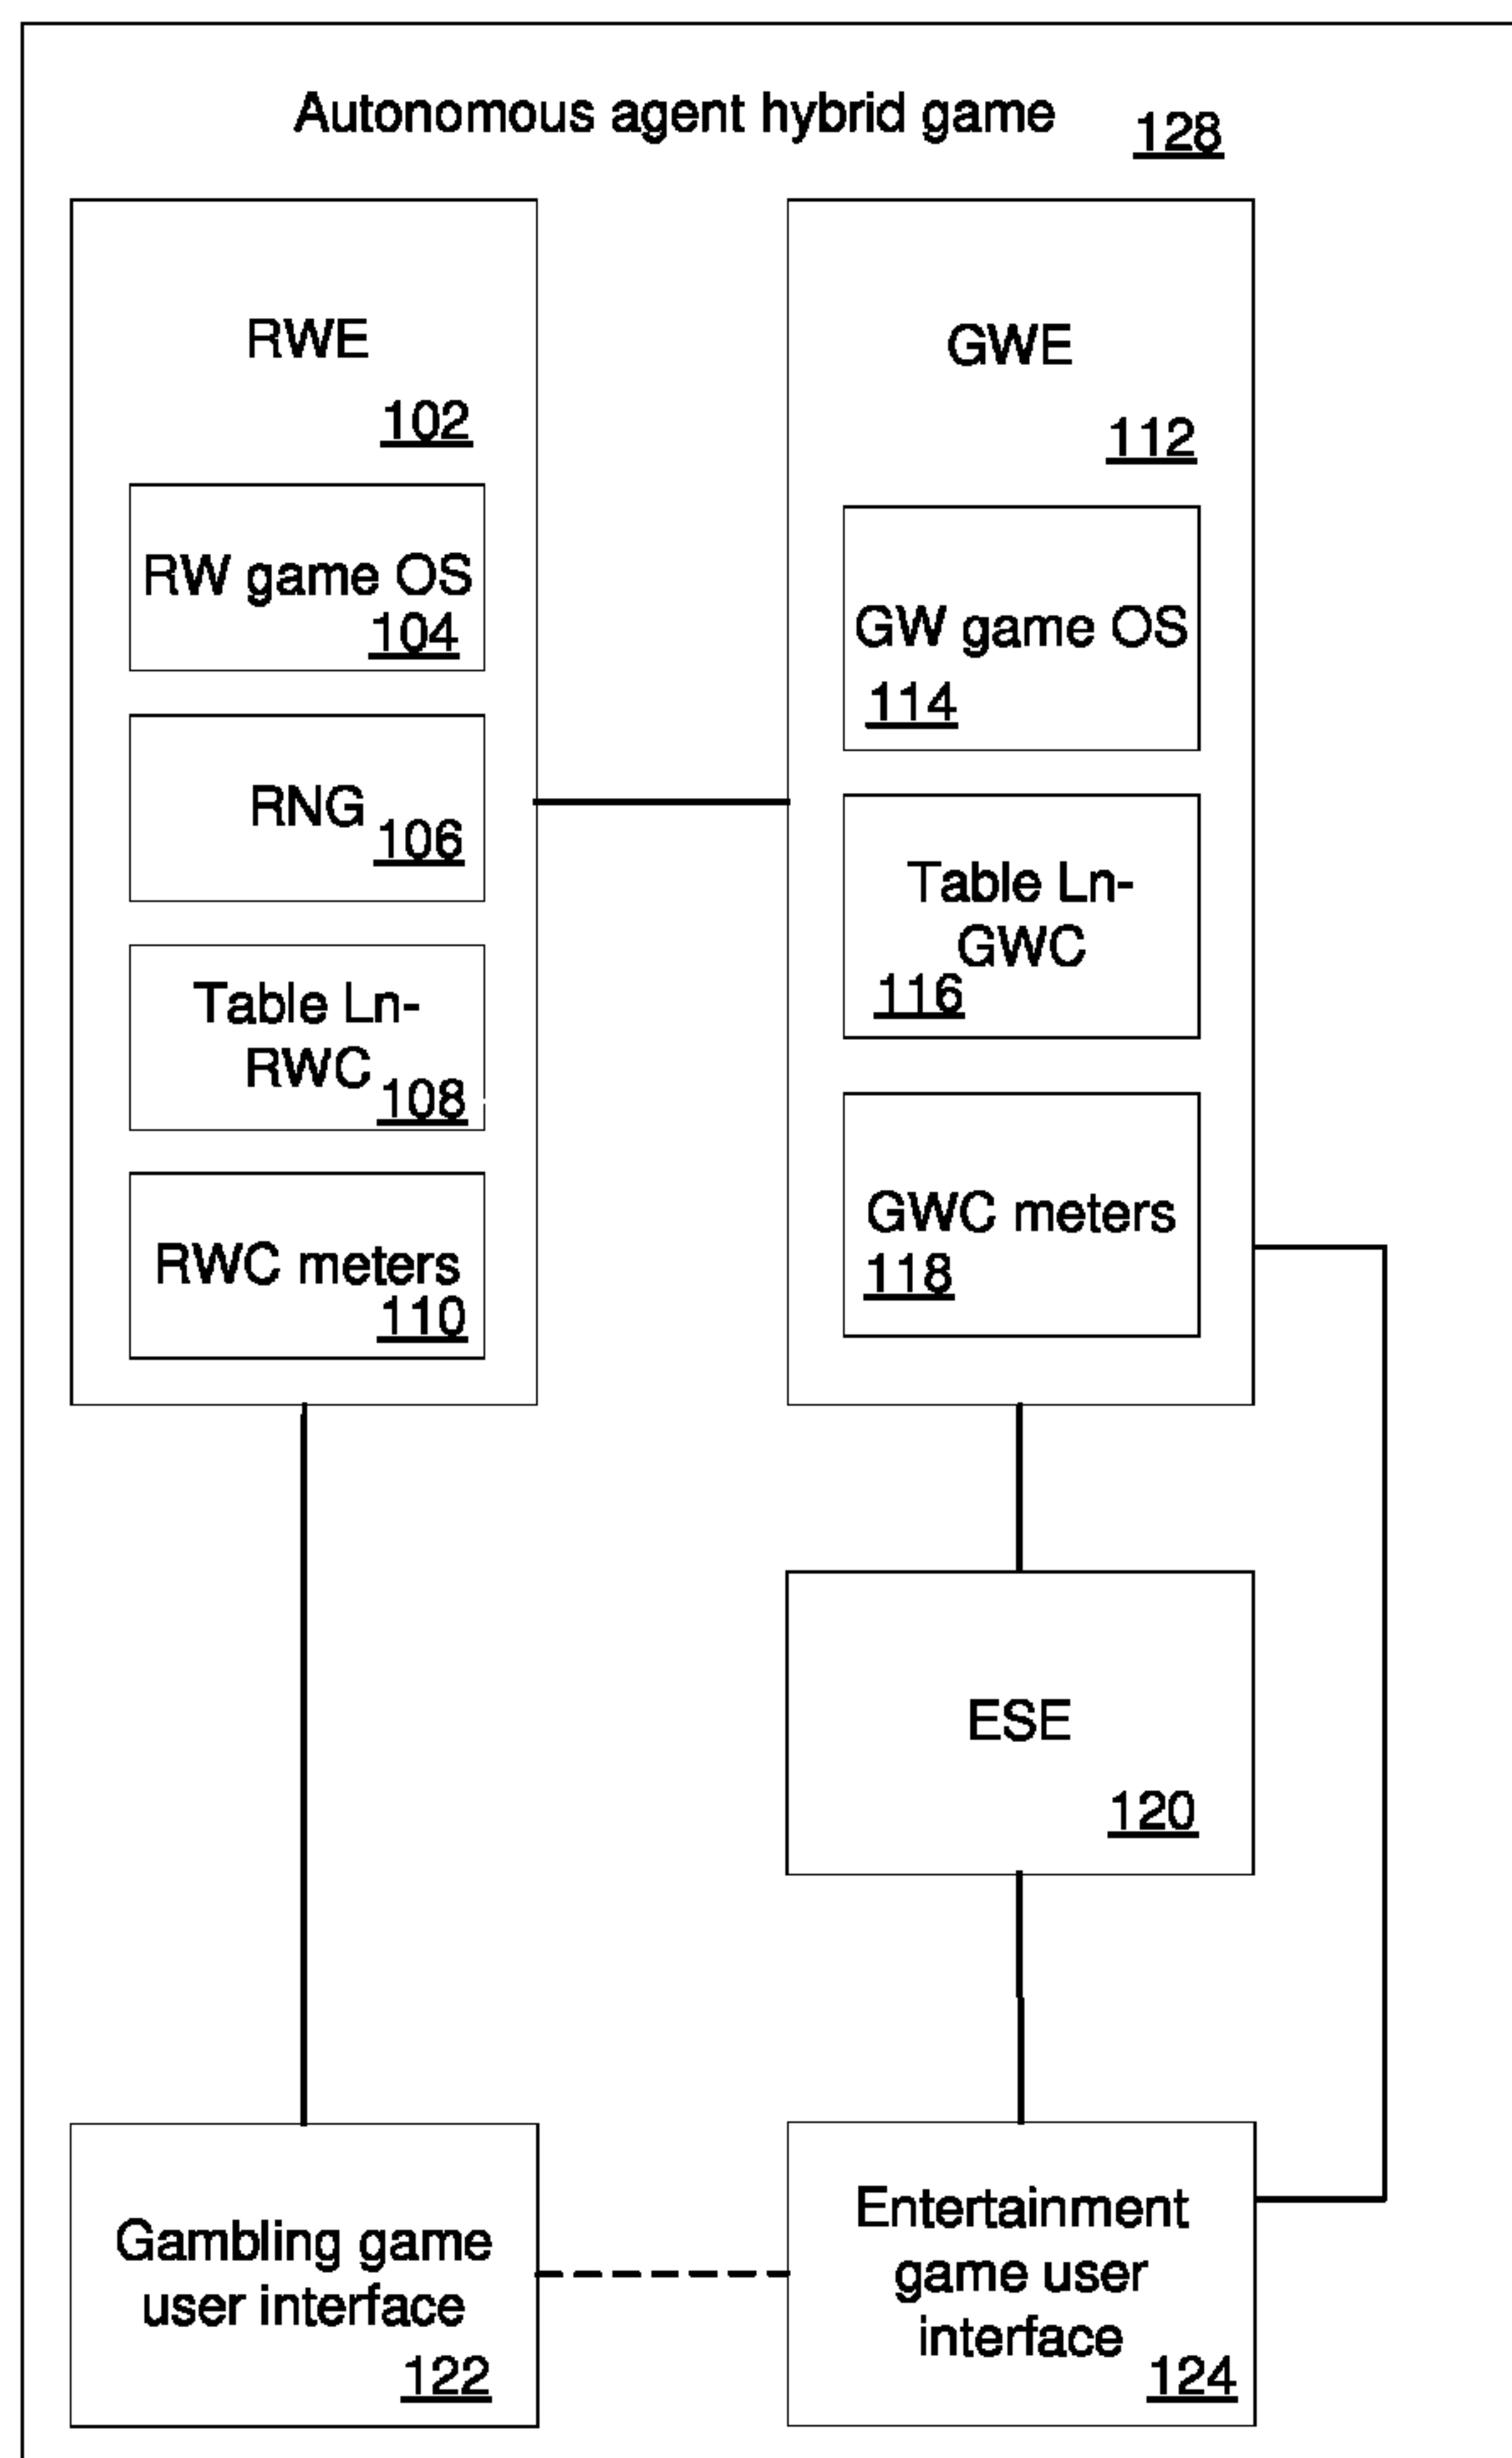 Autonomous agent hybrid game
128
RWE
102
RW game OS
104
RNG
106
Table Ln-
RWC
108
RWC meters
110
GWE
112
GW game OS
114
Table Ln-
GWC
116
GWC meters
118
ESE
120
Gambling game
user interface
122
Entertainment
game user
interface
124